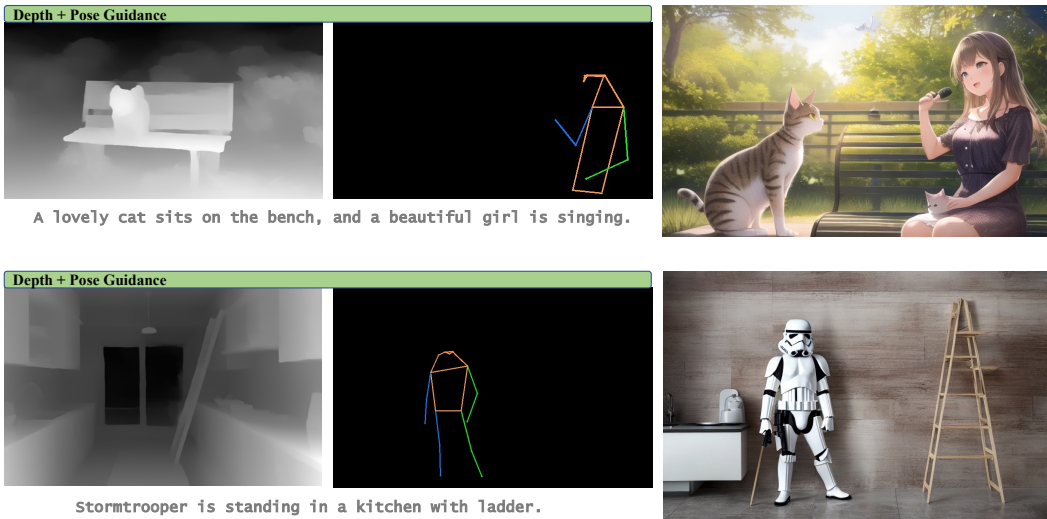 Depth + Pose Guidance
A lovely cat sits on the bench, and a beautiful girl is singing.
Depth + Pose Guidance
Stormtrooper is standing in a kitchen with ladder.